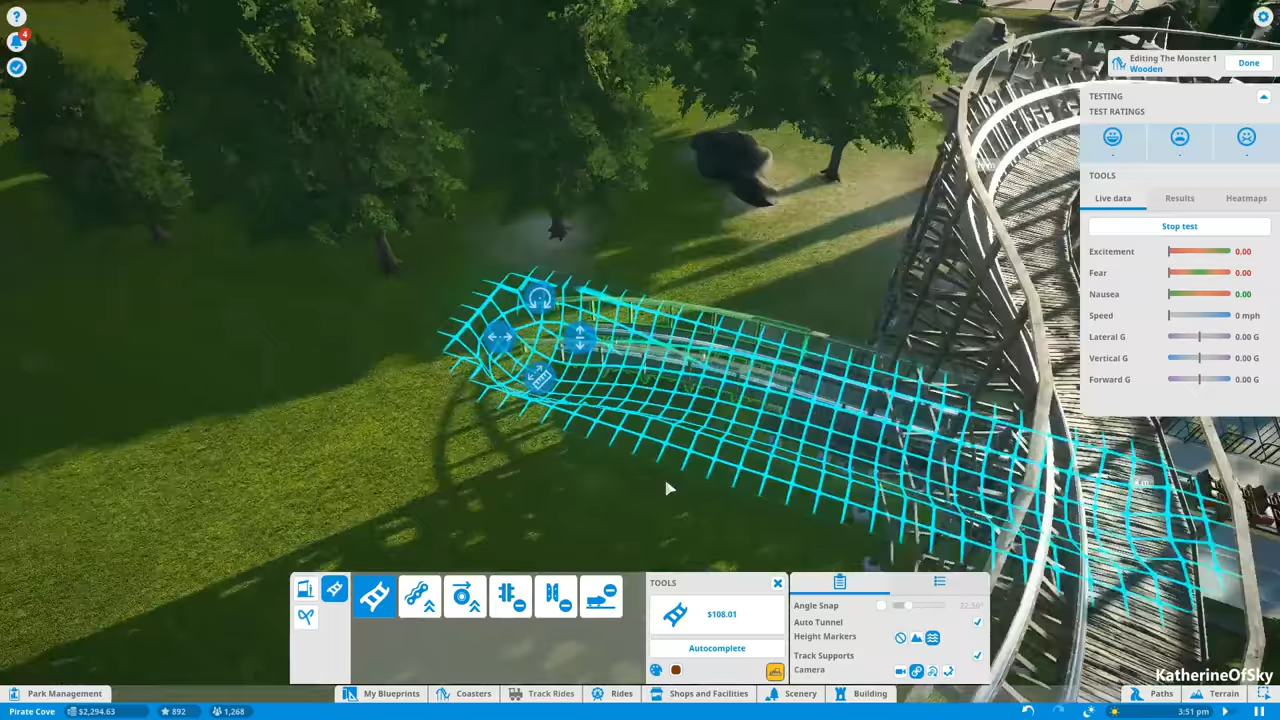 ?
4
Editing The Monster 1
Wooden
Done
TESTING
TEST RATINGS
- - -
TOOLS
Live data Results Heatmaps
Stop test
Excitement 0.00
Fear 0.00
Nausea 0.00
Speed 0 mph
Lateral G 0.00 G
Vertical G 0.00 G
Forward G 0.00 G
TOOLS
$108.01
Autocomplete
Angle Snap 22.50°
Auto Tunnel
Height Markers
Track Supports
Camera
KatherineOfSky
Park Management My Blueprints Coasters Track Rides Rides Shops and Facilities Scenery Building Paths Terrain
Pirate Cove $2,294.63 892 1,268 3:51 pm